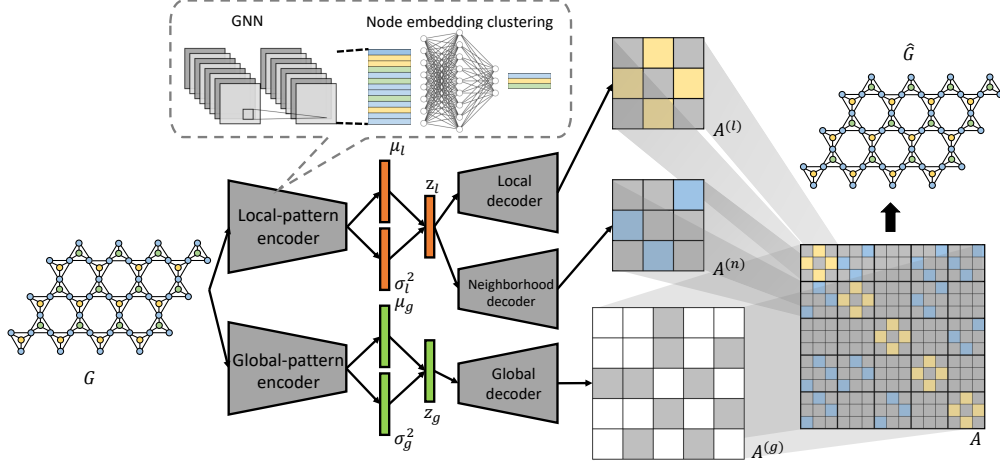 GNN
Node embedding clustering
Ĝ
A^{(l)}
μ_l
Local-pattern
encoder
z_l
Local
decoder
σ_l^2
Neighborhood
decoder
A^{(n)}
μ_g
G
Global-pattern
encoder
Global
decoder
z_g
σ_g^2
A^{(g)}
A